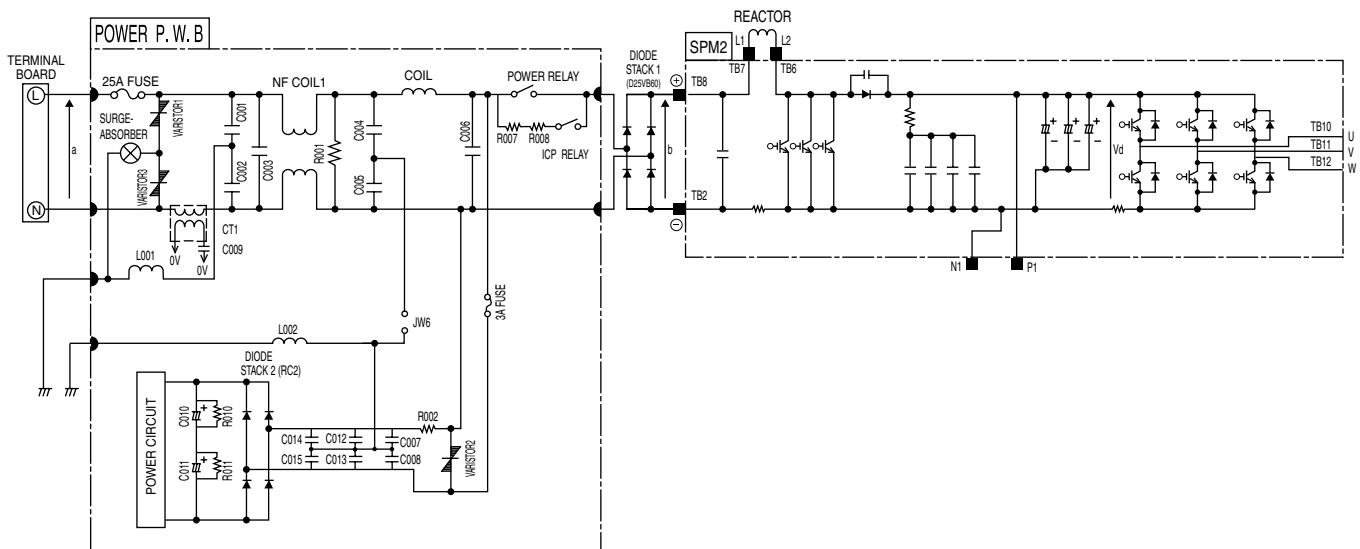 POWER P. W. B
REACTOR
L1
L2
SPM2
TB7
TB6
TERMINAL
BOARD
L
N
a
25A FUSE
SURGE-
ABSORBER
VARISTOR1
VARIISTOR3
C001
C002
C003
NF COIL1
R001
C004
C005
COIL
C006
POWER RELAY
R007
R008
ICP RELAY
DIODE
STACK 1
(D25VB60)
+
TB8
b
TB2
−
CT1
C009
0V
0V
L001
+
−
+
−
+
−
Vd
TB10
U
TB11
V
TB12
W
N1
P1
3A FUSE
JW6
L002
DIODE
STACK 2 (RC2)
POWER CIRCUIT
C010
+
R010
C011
+
R011
C014
C012
C007
C015
C013
C008
R002
VARIISTOR2